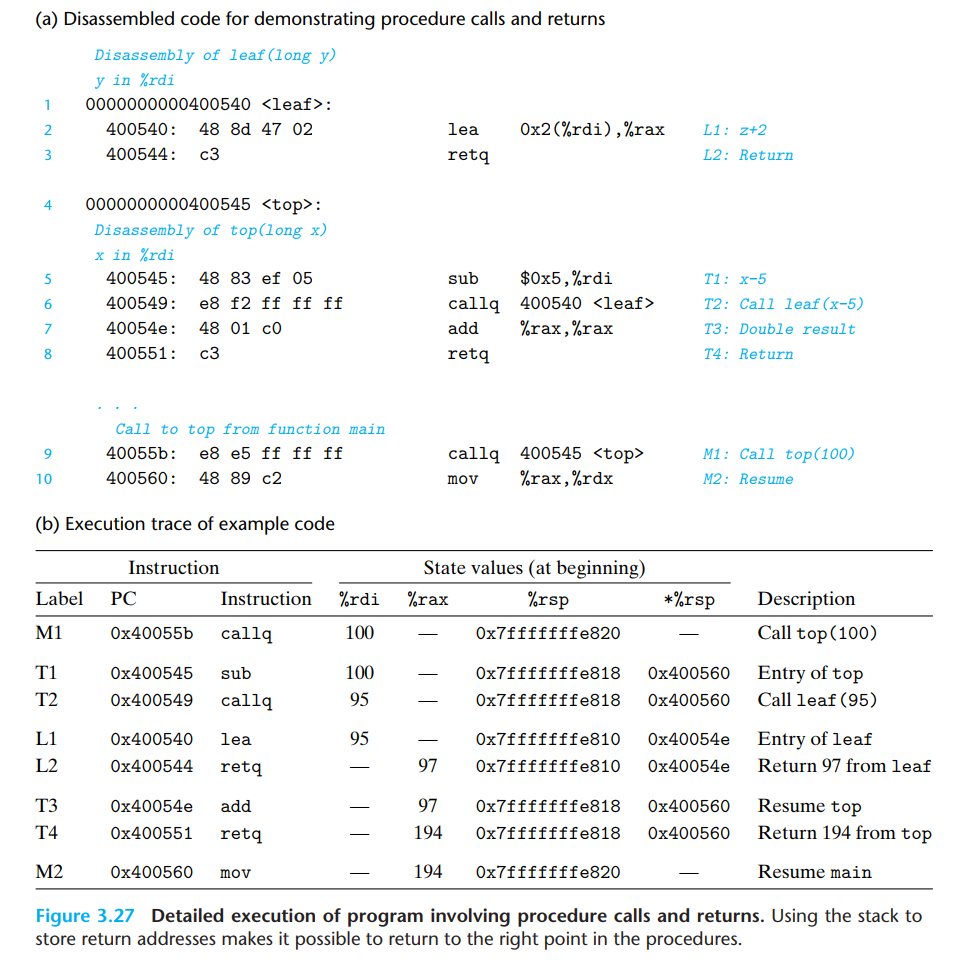 (a) Disassembled code for demonstrating procedure calls and returns
Disassembly of leaf(long y)
y in %rdi
1 0000000000400540 <leaf>:
2 400540: 48 8d 47 02 lea 0x2(%rdi),%rax L1: z+2
3 400544: c3 retq L2: Return
4 0000000000400545 <top>:
Disassembly of top(long x)
x in %rdi
5 400545: 48 83 ef 05 sub $0x5,%rdi T1: x-5
6 400549: e8 f2 ff ff ff callq 400540 <leaf> T2: Call leaf(x-5)
7 40054e: 48 01 c0 add %rax,%rax T3: Double result
8 400551: c3 retq T4: Return
. . .
Call to top from function main
9 40055b: e8 e5 ff ff ff callq 400545 <top> M1: Call top(100)
10 400560: 48 89 c2 mov %rax,%rdx M2: Resume
(b) Execution trace of example code
Instruction State values (at beginning)
Label PC Instruction %rdi %rax %rsp *%rsp Description
M1 0x40055b callq 100 — 0x7fffffffe820 — Call top(100)
T1 0x400545 sub 100 — 0x7fffffffe818 0x400560 Entry of top
T2 0x400549 callq 95 — 0x7fffffffe818 0x400560 Call leaf(95)
L1 0x400540 lea 95 — 0x7fffffffe810 0x40054e Entry of leaf
L2 0x400544 retq — 97 0x7fffffffe810 0x40054e Return 97 from leaf
T3 0x40054e add — 97 0x7fffffffe818 0x400560 Resume top
T4 0x400551 retq — 194 0x7fffffffe818 0x400560 Return 194 from top
M2 0x400560 mov — 194 0x7fffffffe820 — Resume main
Figure 3.27 Detailed execution of program involving procedure calls and returns. Using the stack to
store return addresses makes it possible to return to the right point in the procedures.